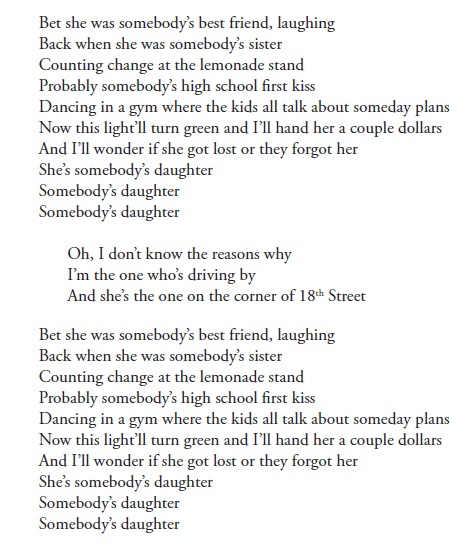 Bet she was somebody's best friend, laughing
Back when she was somebody's sister
Counting change at the lemonade stand
Probably somebody's high school first kiss
Dancing in a gym where the kids all talk about someday plans
Now this light'll turn green and I'll hand her a couple dollars
And I'll wonder if she got lost or they forgot her
She's somebody's daughter
Somebody's daughter
Somebody's daughter

Oh, I don't know the reasons why
I'm the one who's driving by
And she's the one on the corner of 18th Street

Bet she was somebody's best friend, laughing
Back when she was somebody's sister
Counting change at the lemonade stand
Probably somebody's high school first kiss
Dancing in a gym where the kids all talk about someday plans
Now this light'll turn green and I'll hand her a couple dollars
And I'll wonder if she got lost or they forgot her
She's somebody's daughter
Somebody's daughter
Somebody's daughter